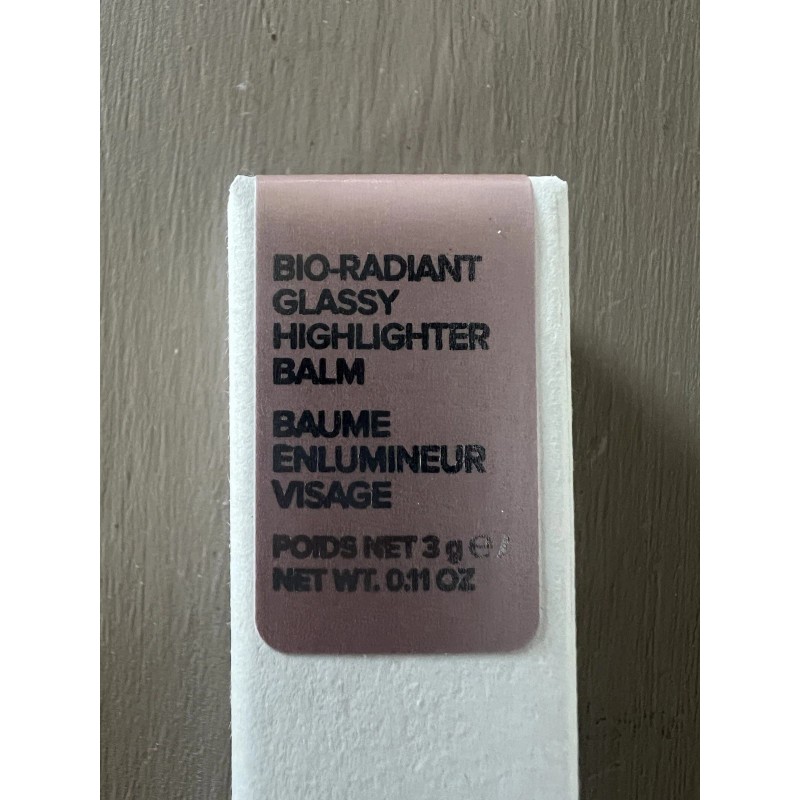 BIO-RADIANT
GLASSY
HIGHLIGHTER
BALM
BAUME
ENLUMINEUR
VISAGE
POIDS NET 3 g ℮ /
NET WT. 0.11 OZ